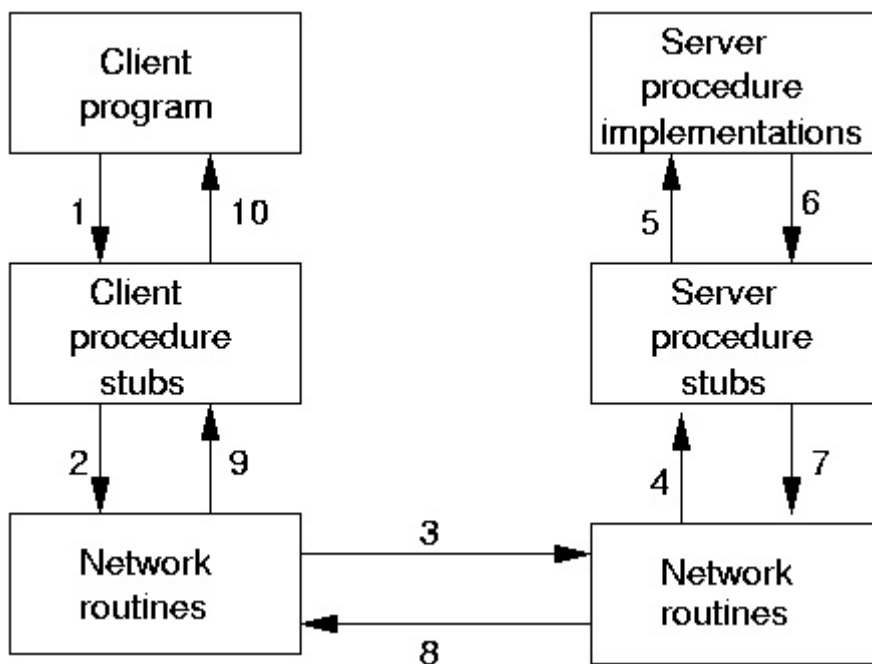 Client
program
Server
procedure
implementations
1
10
5
6
Client
procedure
stubs
Server
procedure
stubs
2
9
4
7
3
Network
routines
Network
routines
8